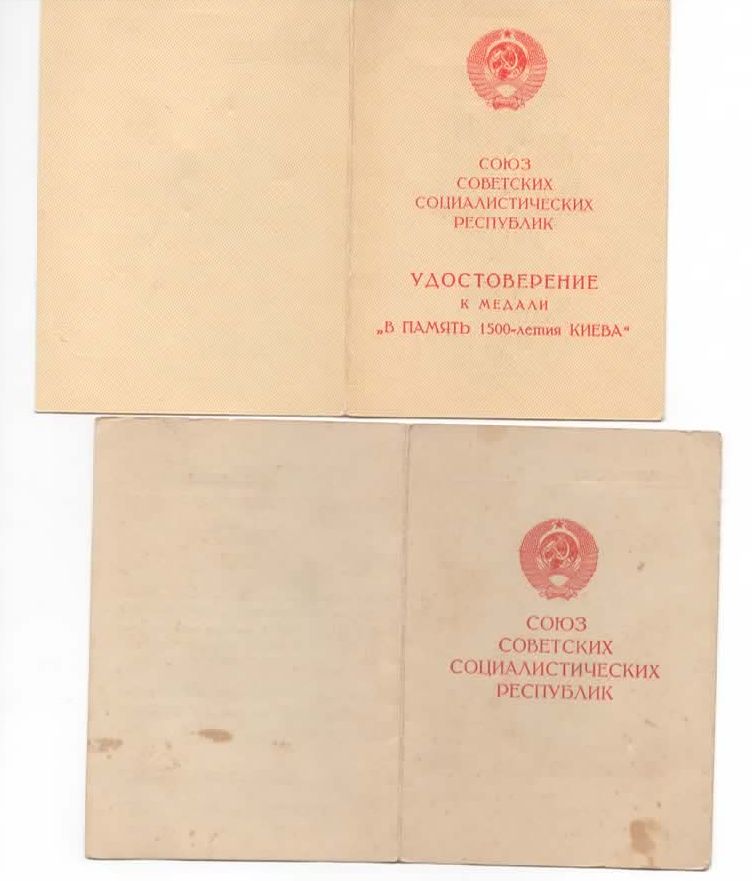 СОЮЗ
СОВЕТСКИХ
СОЦИАЛИСТИЧЕСКИХ
РЕСПУБЛИК
УДОСТОВЕРЕНИЕ
К МЕДАЛИ
„В ПАМЯТЬ 1500-летия КИЕВА“
СОЮЗ
СОВЕТСКИХ
СОЦИАЛИСТИЧЕСКИХ
РЕСПУБЛИК